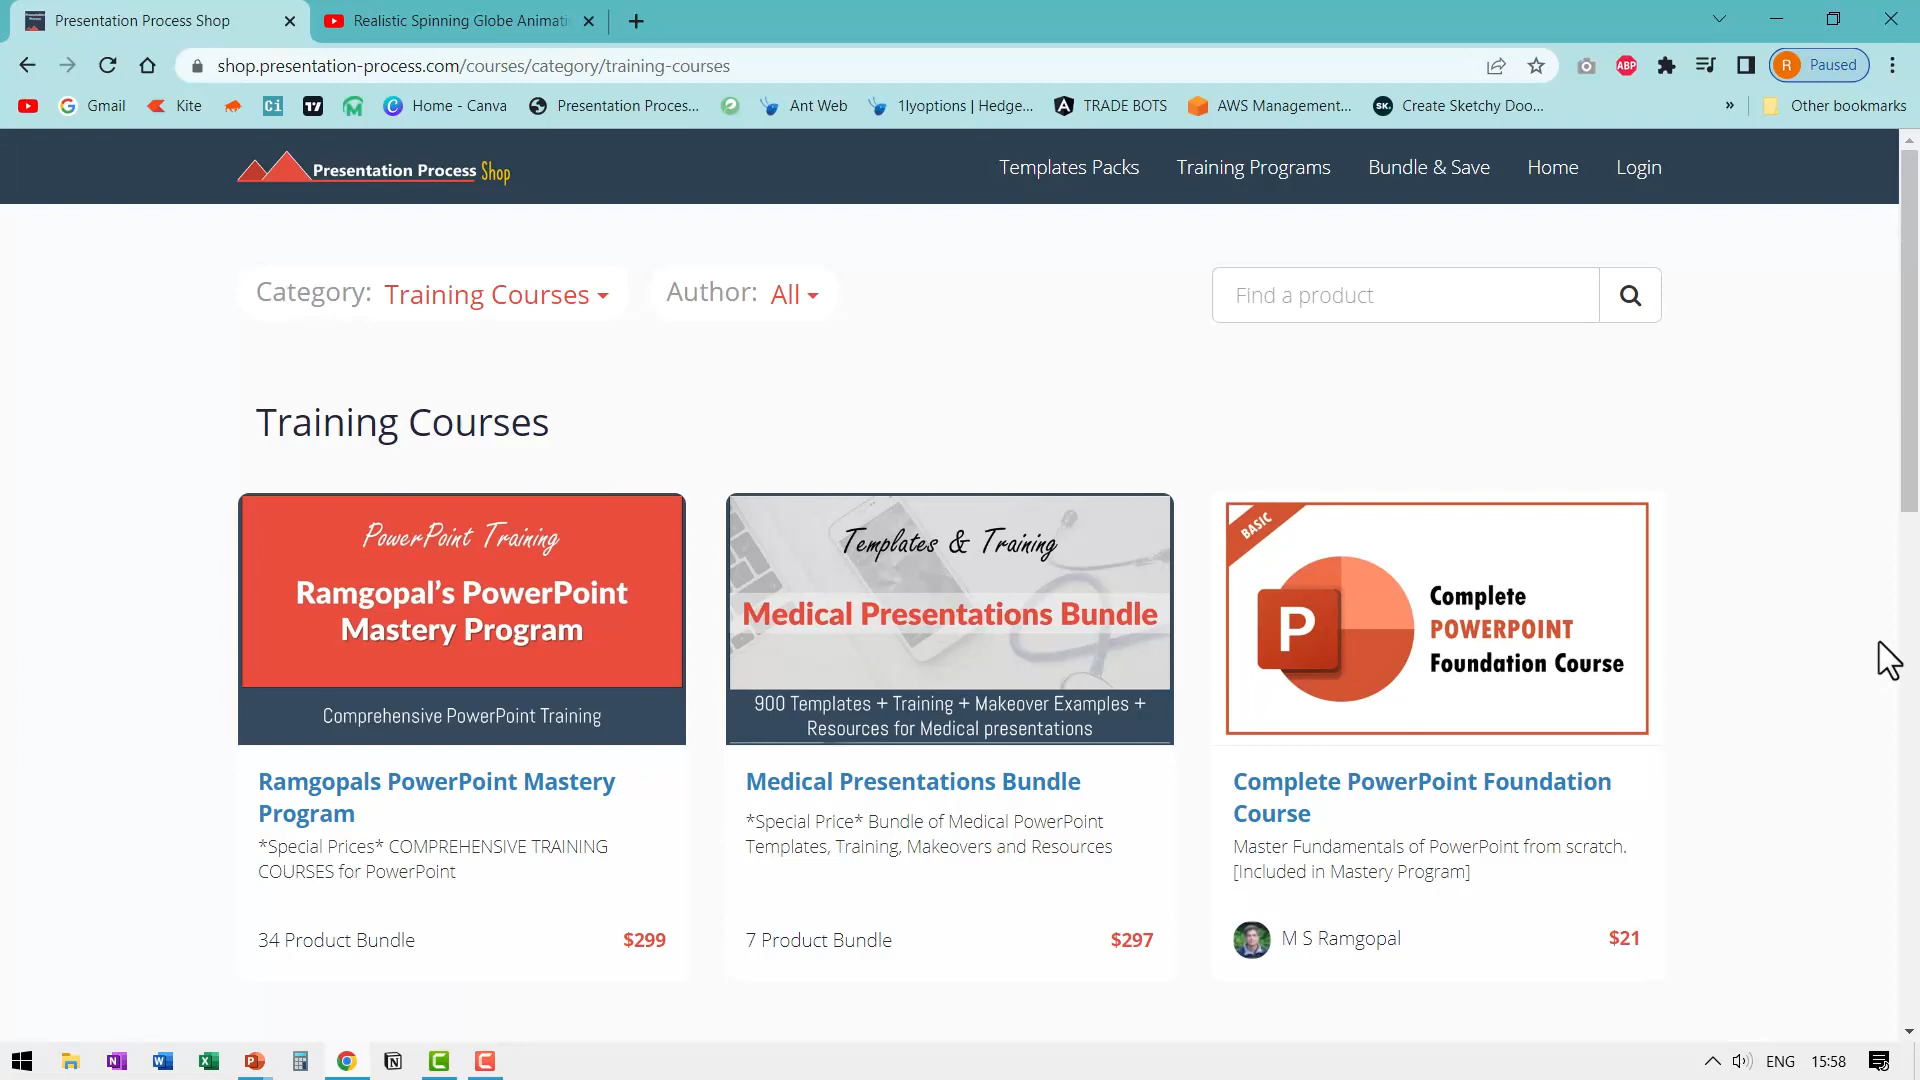 Presentation Process Shop
Realistic Spinning Globe Animati
shop.presentation-process.com/courses/category/training-courses
ABP
R Paused
Gmail
Kite
Ci
Home - Canva
Presentation Proces...
Ant Web
1lyoptions | Hedge...
TRADE BOTS
AWS Management...
SK.
Create Sketchy Doo...
»
Other bookmarks
Presentation Process Shop
Templates Packs
Training Programs
Bundle & Save
Home
Login
Category: Training Courses
Author: All
Find a product
Training Courses
PowerPoint Training
Ramgopal's PowerPoint
Mastery Program
Comprehensive PowerPoint Training
Templates & Training
Medical Presentations Bundle
900 Templates + Training + Makeover Examples +
Resources for Medical presentations
BASIC
P
Complete
POWERPOINT
Foundation Course
Ramgopals PowerPoint Mastery
Program
*Special Prices* COMPREHENSIVE TRAINING
COURSES for PowerPoint
34 Product Bundle
$299
Medical Presentations Bundle
*Special Price* Bundle of Medical PowerPoint
Templates, Training, Makeovers and Resources
7 Product Bundle
$297
Complete PowerPoint Foundation
Course
Master Fundamentals of PowerPoint from scratch.
[Included in Mastery Program]
M S Ramgopal
$21
ENG
15:58